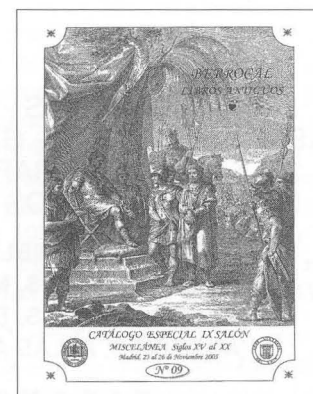 BERROCAL
LIBROS ANTIGUOS
CATÁLOGO ESPECIAL IX SALÓN
MISCELÁNEA Siglos XV al XX
Madrid, 23 al 26 de Noviembre 2003
Nº 09